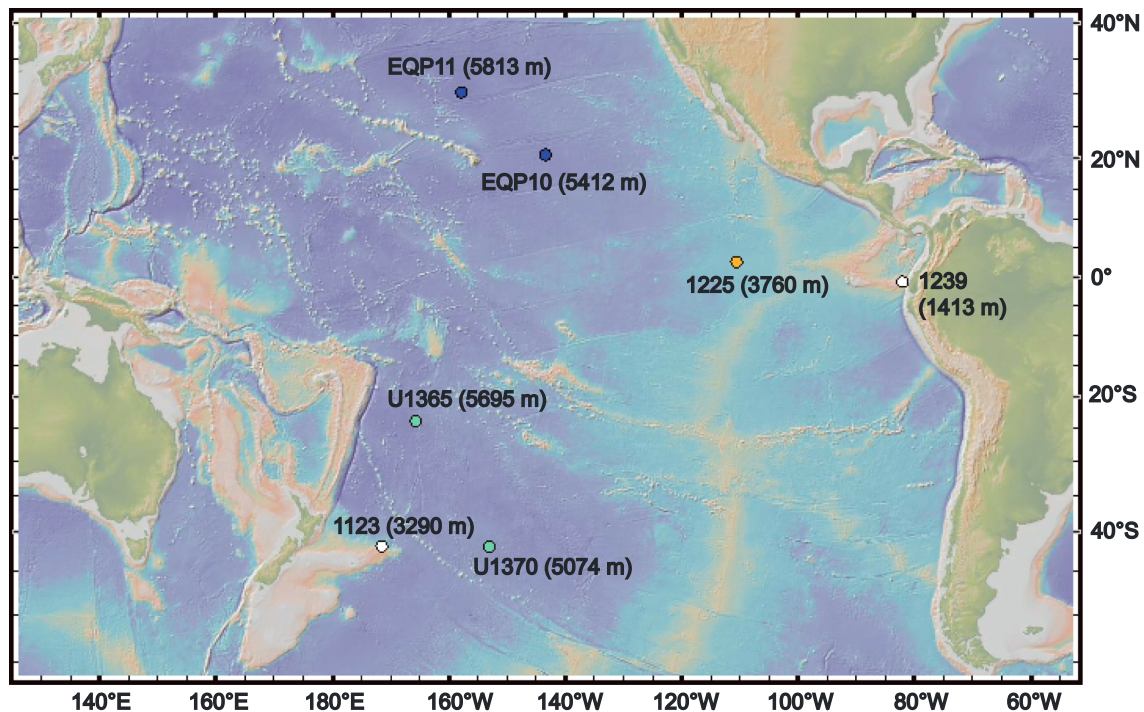 40°N
EQP11 (5813 m)
20°N
EQP10 (5412 m)
0°
1225 (3760 m)
1239
(1413 m)
20°S
U1365 (5695 m)
1123 (3290 m)
40°S
U1370 (5074 m)
140°E 160°E 180°E 160°W 140°W 120°W 100°W 80°W 60°W